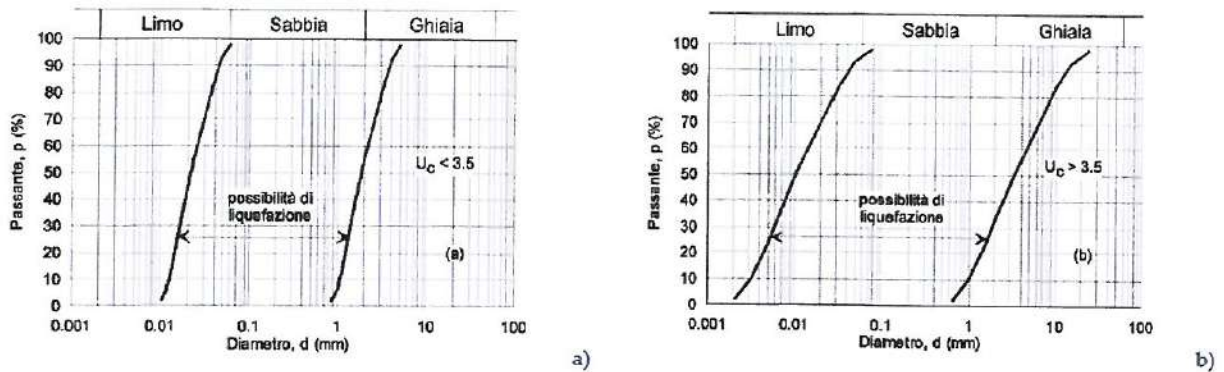 Limo Sabbia Ghiaia
100
90
80
70
60
50
40
30
20
10
0
Passante, p (%)
U_C < 3.5
possibilità di
liquefazione
(a)
0.001 0.01 0.1 1 10 100
Diametro, d (mm)
a)
Limo Sabbia Ghiaia
100
90
80
70
60
50
40
30
20
10
0
Passante, p (%)
U_C > 3.5
possibilità di
liquefazione
(b)
0.001 0.01 0.1 1 10 100
Diametro, d (mm)
b)